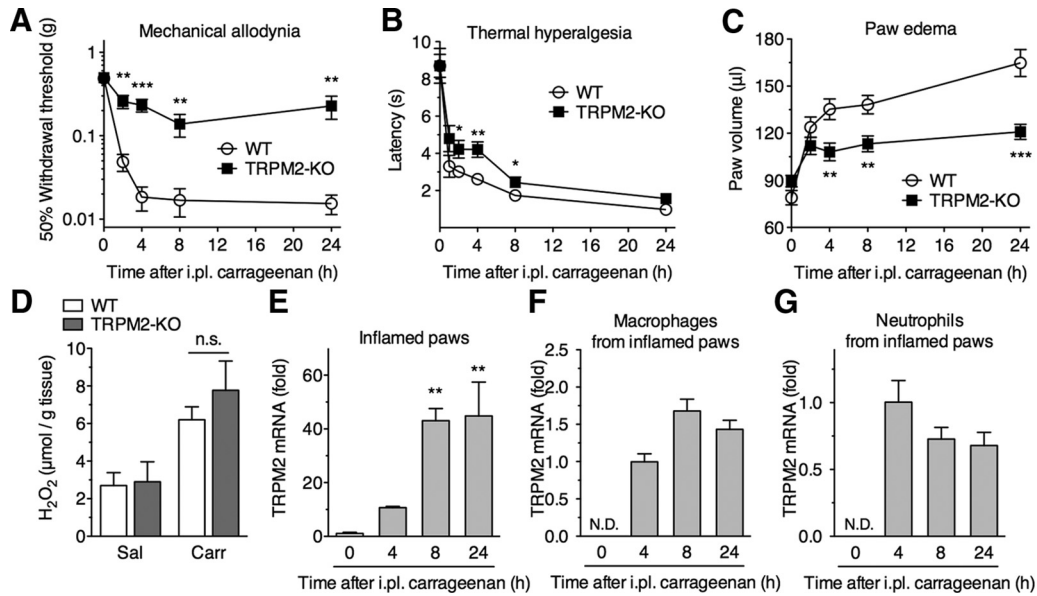 A
Mechanical allodynia
50% Withdrawal threshold (g)
1
0.1
0.01
**
***
**
**
WT
TRPM2-KO
0 4 8 12 16 20 24
Time after i.pl. carrageenan (h)
B
Thermal hyperalgesia
Latency (s)
10
8
6
4
2
*
**
*
WT
TRPM2-KO
0 4 8 12 16 20 24
Time after i.pl. carrageenan (h)
C
Paw edema
Paw volume (µl)
180
150
120
90
60
**
**
***
WT
TRPM2-KO
0 4 8 12 16 20 24
Time after i.pl. carrageenan (h)
D
WT
TRPM2-KO
H2O2 (µmol / g tissue)
10
8
6
4
2
0
n.s.
Sal Carr
E
Inflamed paws
TRPM2 mRNA (fold)
60
40
20
0
**
**
0 4 8 24
Time after i.pl. carrageenan (h)
F
Macrophages
from inflamed paws
TRPM2 mRNA (fold)
2.5
2.0
1.5
1.0
0.5
0
N.D.
0 4 8 24
Time after i.pl. carrageenan (h)
G
Neutrophils
from inflamed paws
TRPM2 mRNA (fold)
1.0
0.5
0
N.D.
0 4 8 24
Time after i.pl. carrageenan (h)